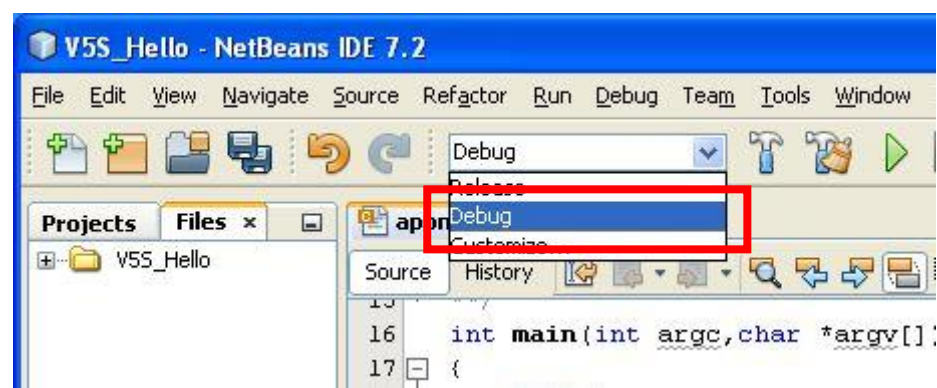 V5S_Hello - NetBeans IDE 7.2
File Edit View Navigate Source Refactor Run Debug Team Tools Window
Debug
Release
Debug
Customize...
Projects Files x
V5S_Hello
Source History
15
16 int main(int argc,char *argv[])
17 {